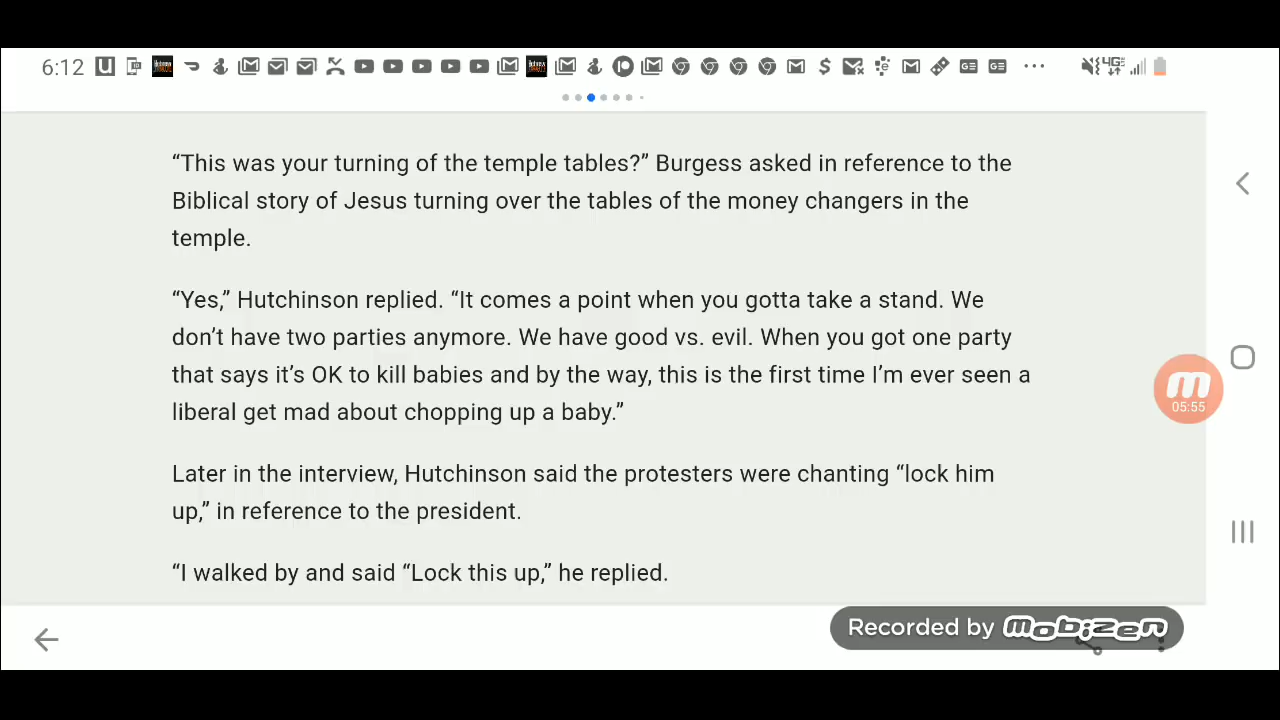 6:12
“This was your turning of the temple tables?” Burgess asked in reference to the
Biblical story of Jesus turning over the tables of the money changers in the
temple.
“Yes,” Hutchinson replied. “It comes a point when you gotta take a stand. We
don’t have two parties anymore. We have good vs. evil. When you got one party
that says it’s OK to kill babies and by the way, this is the first time I’m ever seen a
liberal get mad about chopping up a baby.”
Later in the interview, Hutchinson said the protesters were chanting “lock him
up,” in reference to the president.
“I walked by and said “Lock this up,” he replied.
05:55
Recorded by mobizen